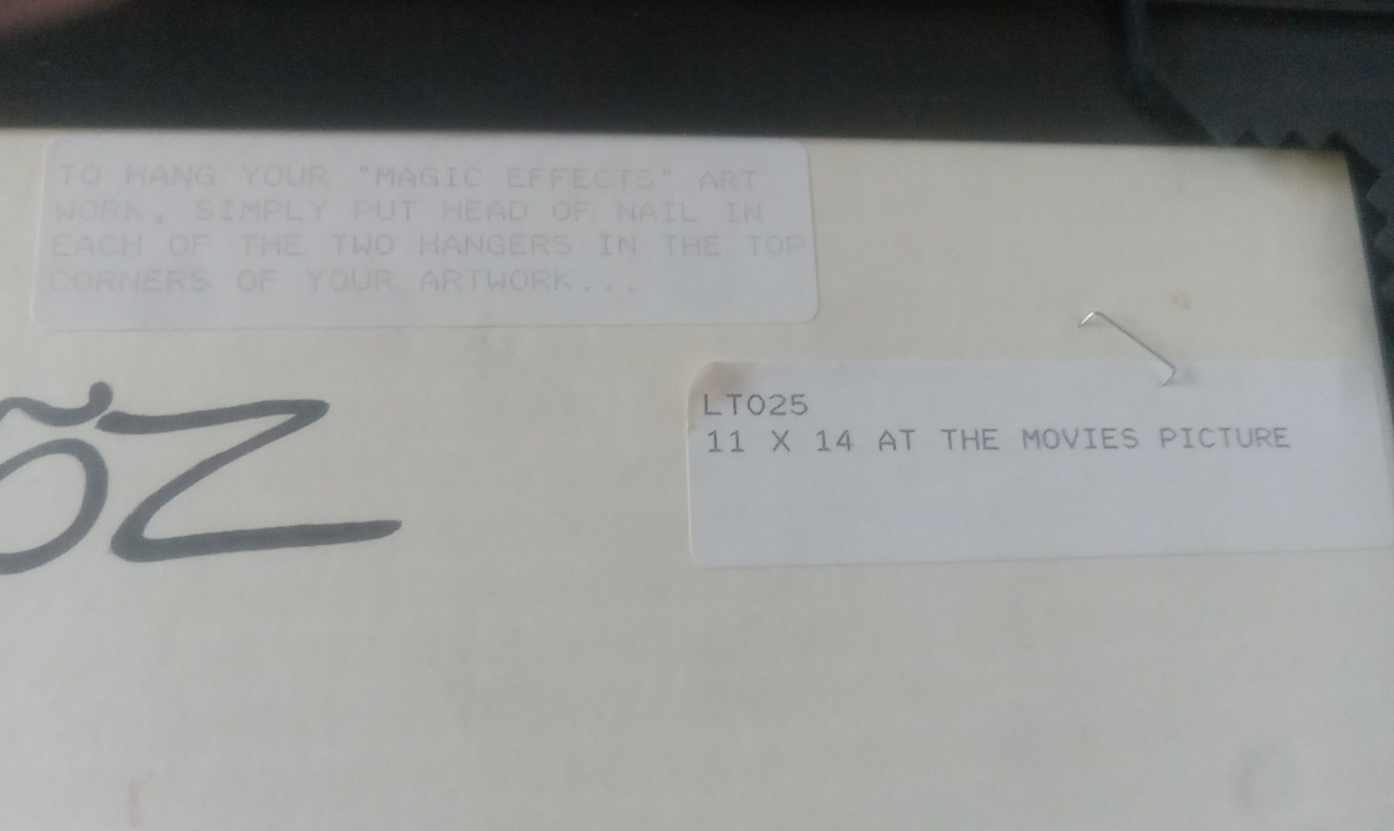 TO HANG YOUR "MAGIC EFFECTS" ART
WORK, SIMPLY PUT HEAD OF NAIL IN
EACH OF THE TWO HANGERS IN THE TOP
CORNERS OF YOUR ARTWORK...
LT025
11 X 14 AT THE MOVIES PICTURE